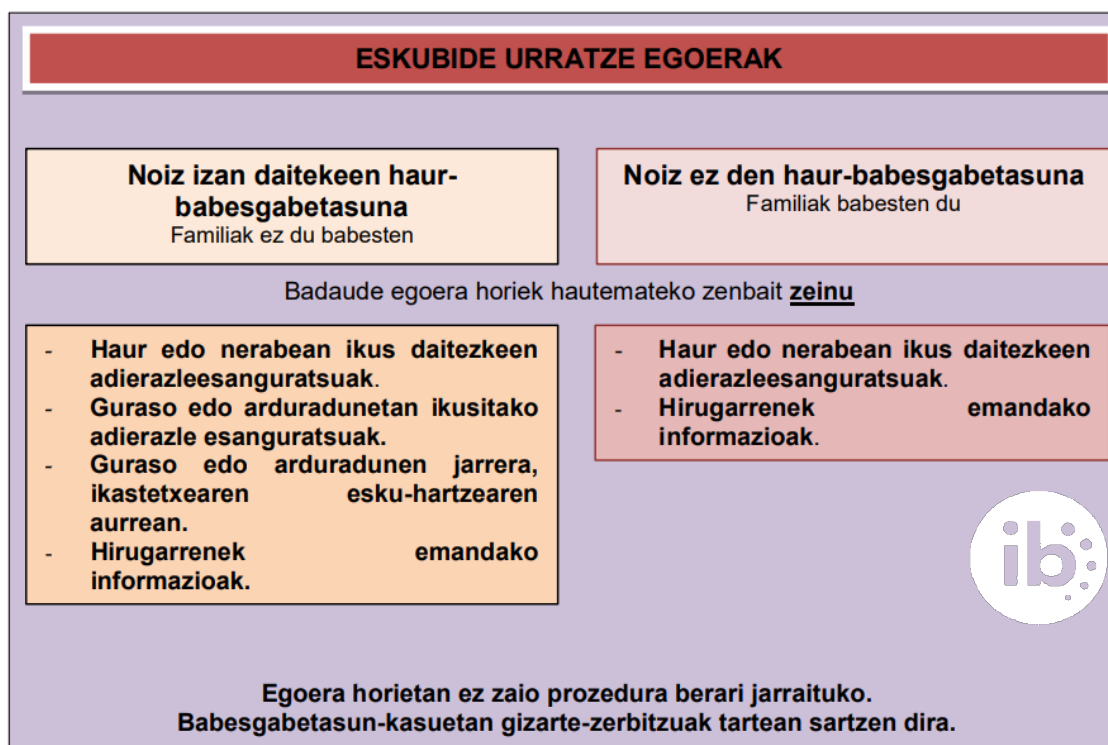 ESKUBIDE URRATZE EGOERAK
Noiz izan daitekeen haur-
babesgabetasuna
Familiak ez du babesten
Noiz ez den haur-babesgabetasuna
Familiak babesten du
Badaude egoera horiek hautemateko zenbait zeinu
- Haur edo nerabean ikus daitezkeen
adierazleesanguratsuak.
- Guraso edo arduradunetan ikusitako
adierazle esanguratsuak.
- Guraso edo arduradunen jarrera,
ikastetxearen esku-hartzearen
aurrean.
- Hirugarrenek emandako
informazioak.
- Haur edo nerabean ikus daitezkeen
adierazleesanguratsuak.
- Hirugarrenek emandako
informazioak.
ib
Egoera horietan ez zaio prozedura berari jarraituko.
Babesgabetasun-kasuetan gizarte-zerbitzuak tartean sartzen dira.